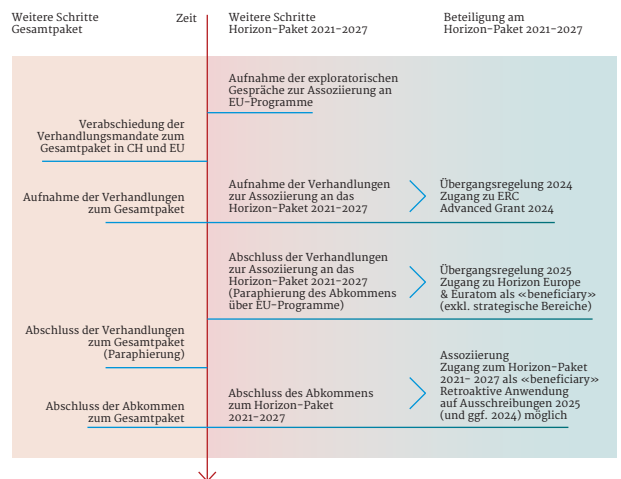 Weitere Schritte
Gesamtpaket
Zeit
Weitere Schritte
Horizon-Paket 2021-2027
Beteiligung am
Horizon-Paket 2021-2027
Aufnahme der exploratorischen
Gespräche zur Assoziierung an
EU-Programme
Verabschiedung der
Verhandlungsmandate zum
Gesamtpaket in CH und EU
Aufnahme der Verhandlungen
zum Gesamtpaket
Aufnahme der Verhandlungen
zur Assoziierung an das
Horizon-Paket 2021-2027
Übergangsregelung 2024
Zugang zu ERC
Advanced Grant 2024
Abschluss der Verhandlungen
zur Assoziierung an das
Horizon-Paket 2021-2027
(Paraphierung des Abkommens
über EU-Programme)
Übergangsregelung 2025
Zugang zu Horizon Europe
& Euratom als «beneficiary»
(exkl. strategische Bereiche)
Abschluss der Verhandlungen
zum Gesamtpaket
(Paraphierung)
Abschluss der Abkommen
zum Gesamtpaket
Abschluss des Abkommens
zum Horizon-Paket
2021-2027
Assoziierung
Zugang zum Horizon-Paket
2021- 2027 als «beneficiary»
Retroaktive Anwendung
auf Ausschreibungen 2025
(und ggf. 2024) möglich